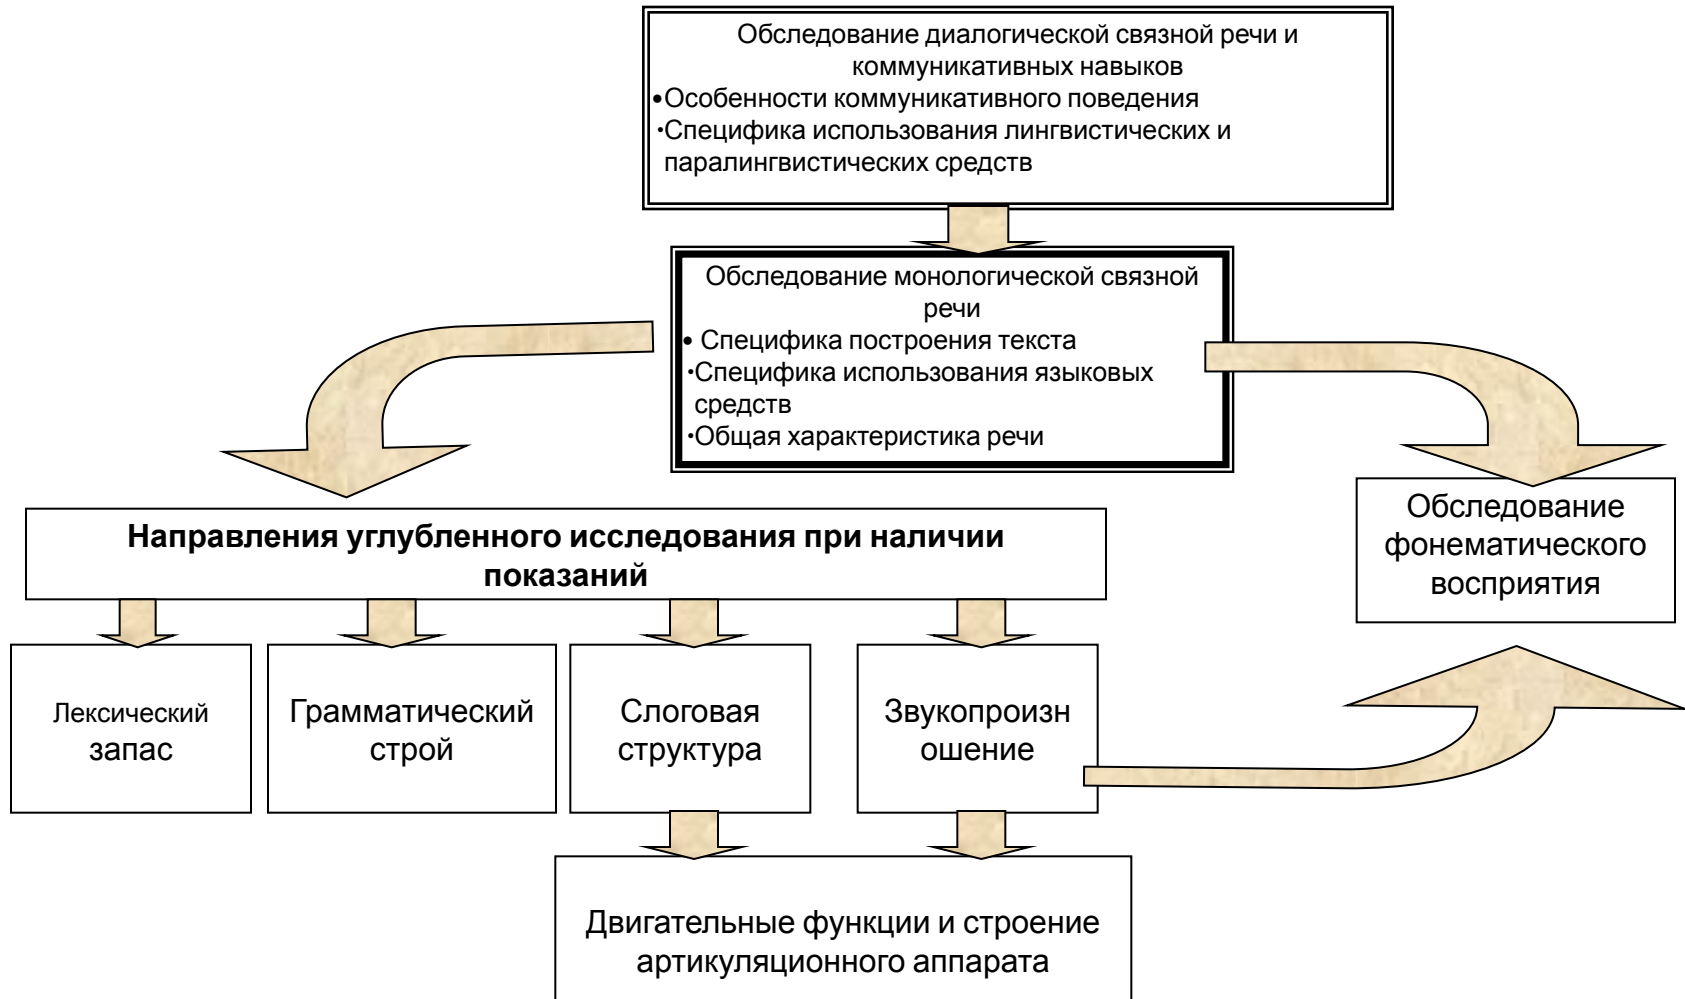 Обследование диалогической связной речи и
коммуникативных навыков
•Особенности коммуникативного поведения
•Специфика использования лингвистических и
паралингвистических средств
Обследование монологической связной
речи
• Специфика построения текста
•Специфика использования языковых
средств
•Общая характеристика речи
Направления углубленного исследования при наличии
показаний
Обследование
фонематического
восприятия
Лексический
запас
Грамматический
строй
Слоговая
структура
Звукопроизн
ошение
Двигательные функции и строение
артикуляционного аппарата